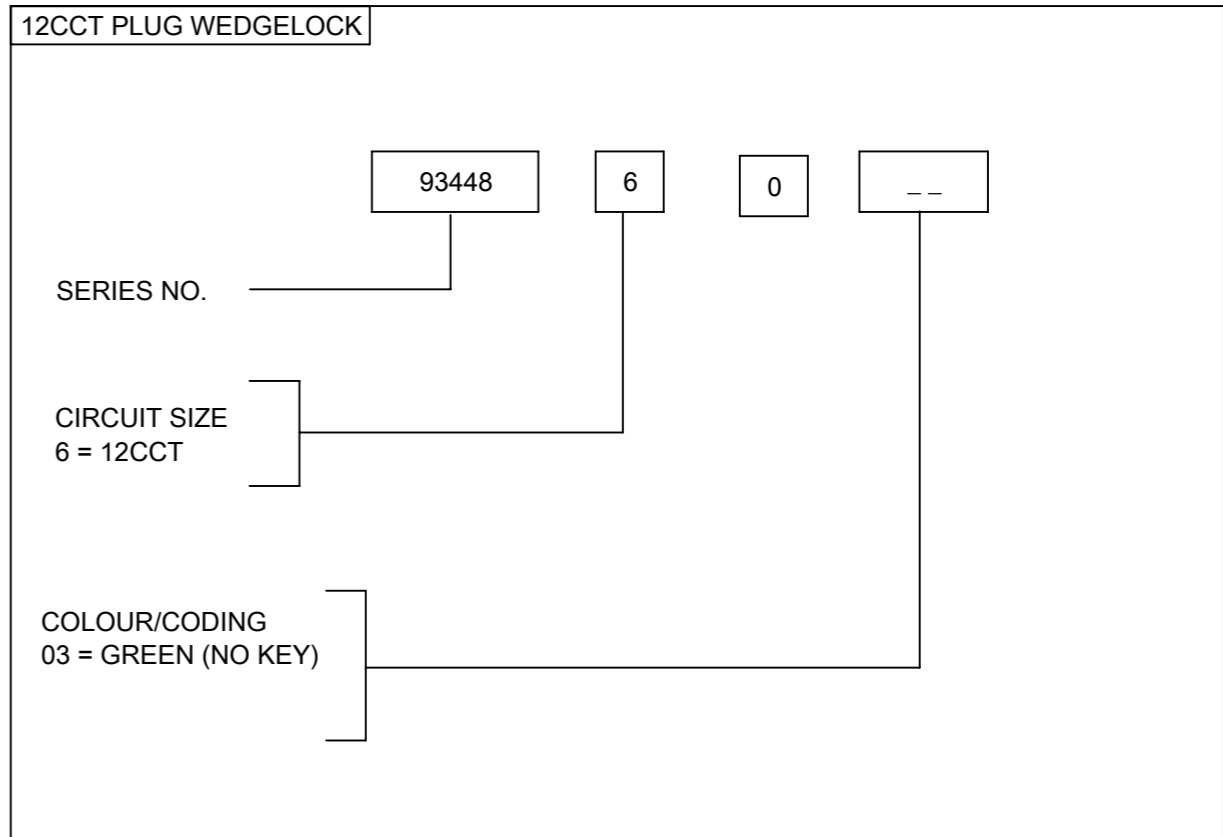 12CCT PLUG WEDGELOCK
93448 6 0 _ _
SERIES NO.
CIRCUIT SIZE
6 = 12CCT
COLOUR/CODING
03 = GREEN (NO KEY)